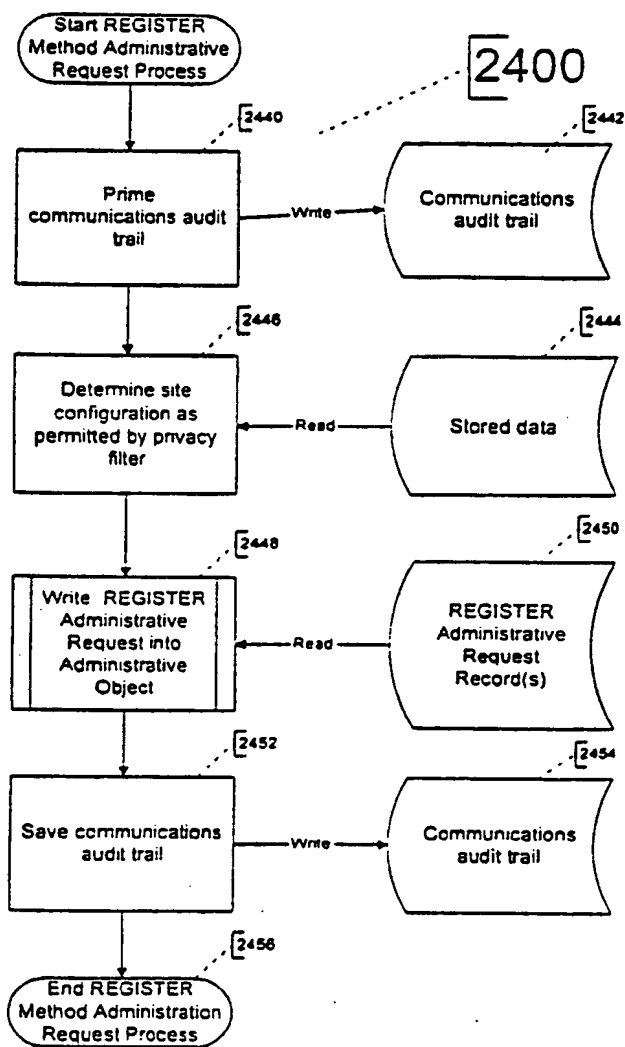 Start REGISTER
Method Administrative
Request Process
2400
2440
2442
Prime
communications audit
trail
Write
Communications
audit trail
2446
2444
Determine site
configuration as
permitted by privacy
filter
Read
Stored data
2448
2450
Write REGISTER
Administrative
Request into
Administrative
Object
Read
REGISTER
Administrative
Request
Record(s)
2452
2454
Save communications
audit trail
Write
Communications
audit trail
2456
End REGISTER
Method Administration
Request Process